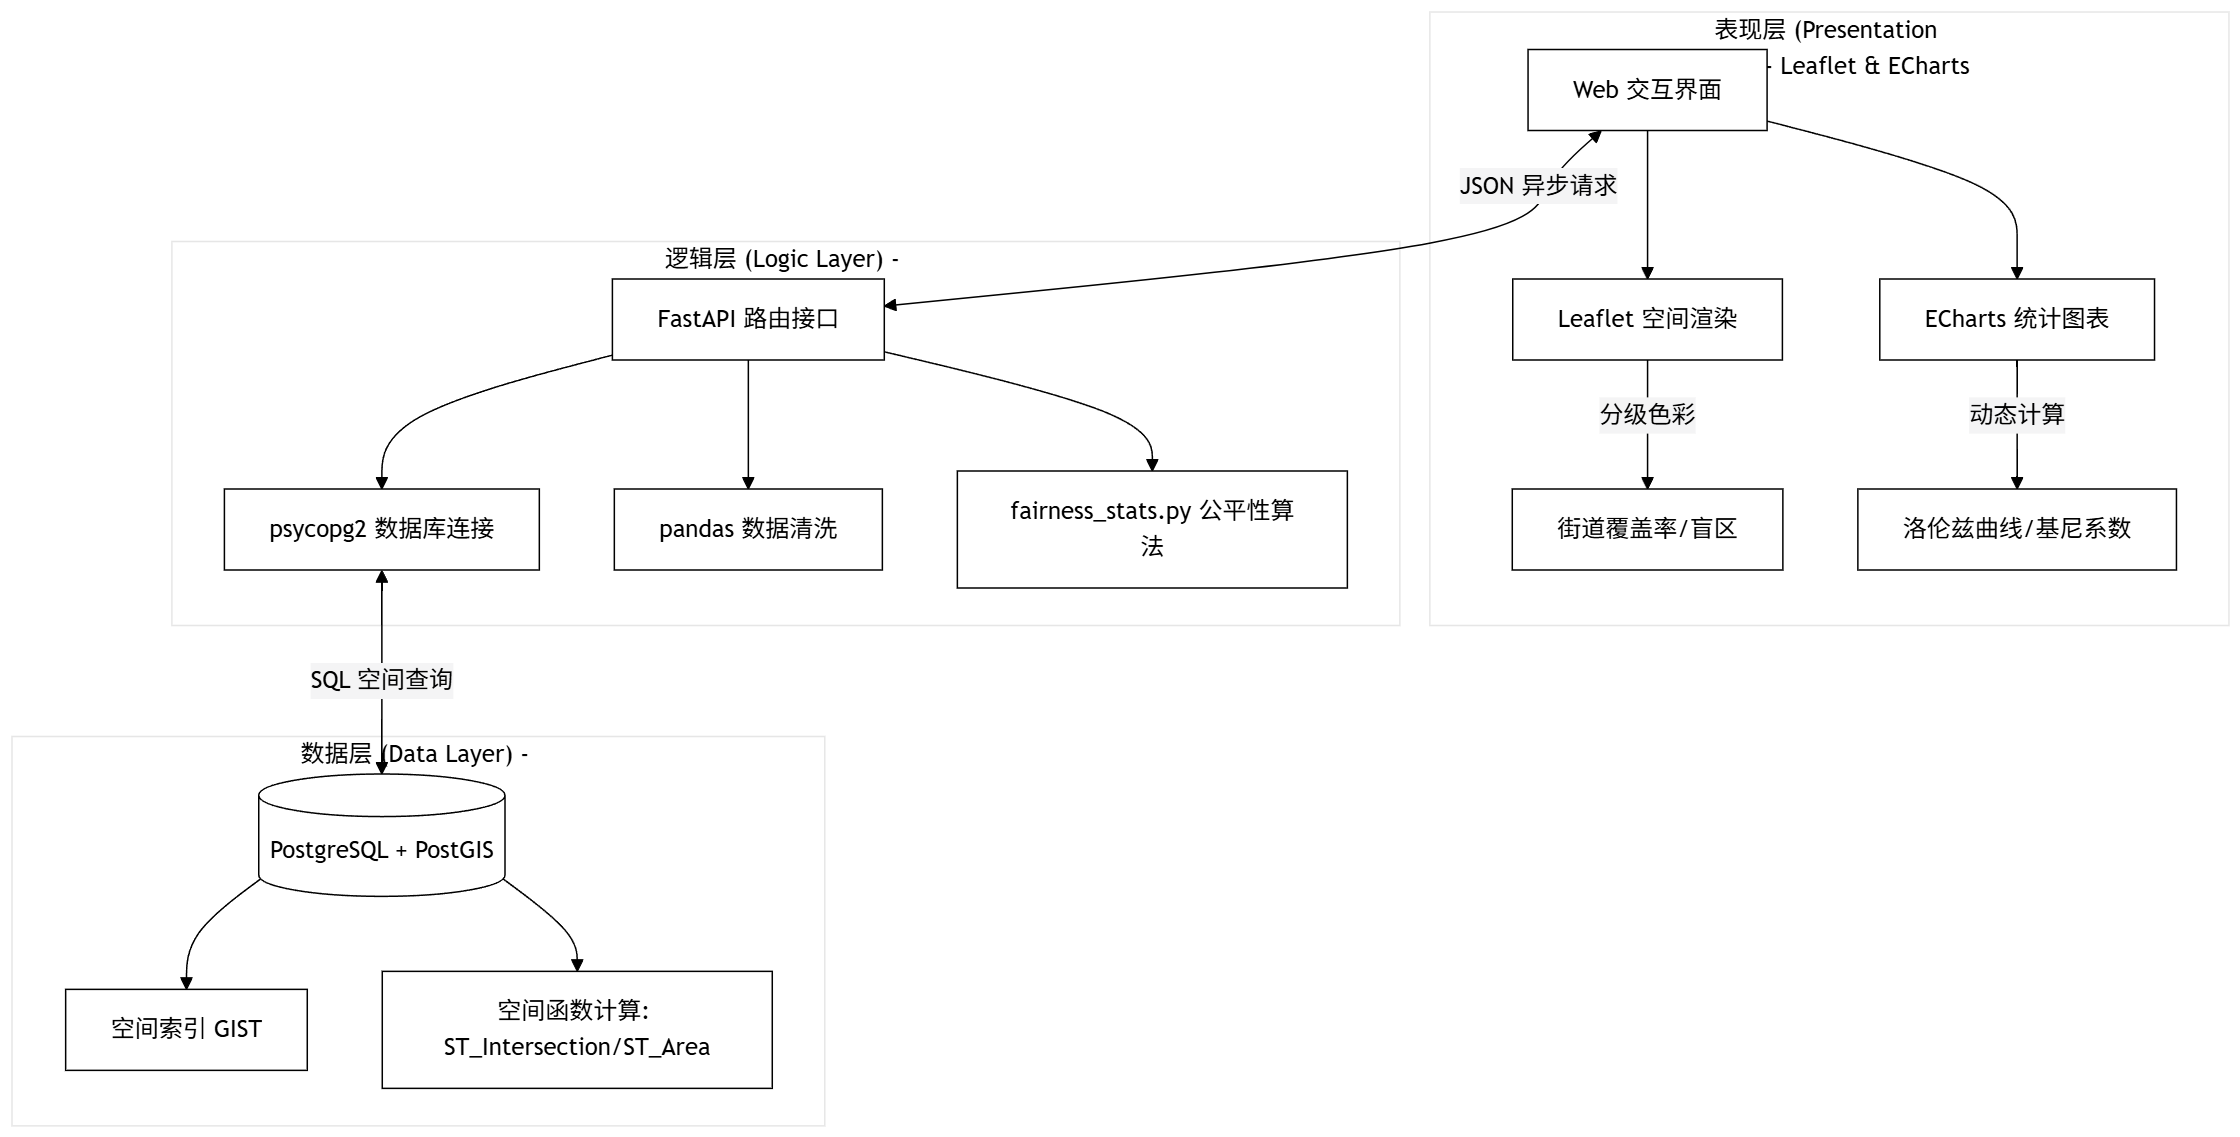 表现层 (Presentation
- Leaflet & ECharts
Web 交互界面
JSON 异步请求
逻辑层 (Logic Layer) -
FastAPI 路由接口
Leaflet 空间渲染
ECharts 统计图表
分级色彩
动态计算
psycopg2 数据库连接
pandas 数据清洗
fairness_stats.py 公平性算
法
街道覆盖率/盲区
洛伦兹曲线/基尼系数
SQL 空间查询
数据层 (Data Layer) -
PostgreSQL + PostGIS
空间索引 GIST
空间函数计算:
ST_Intersection/ST_Area